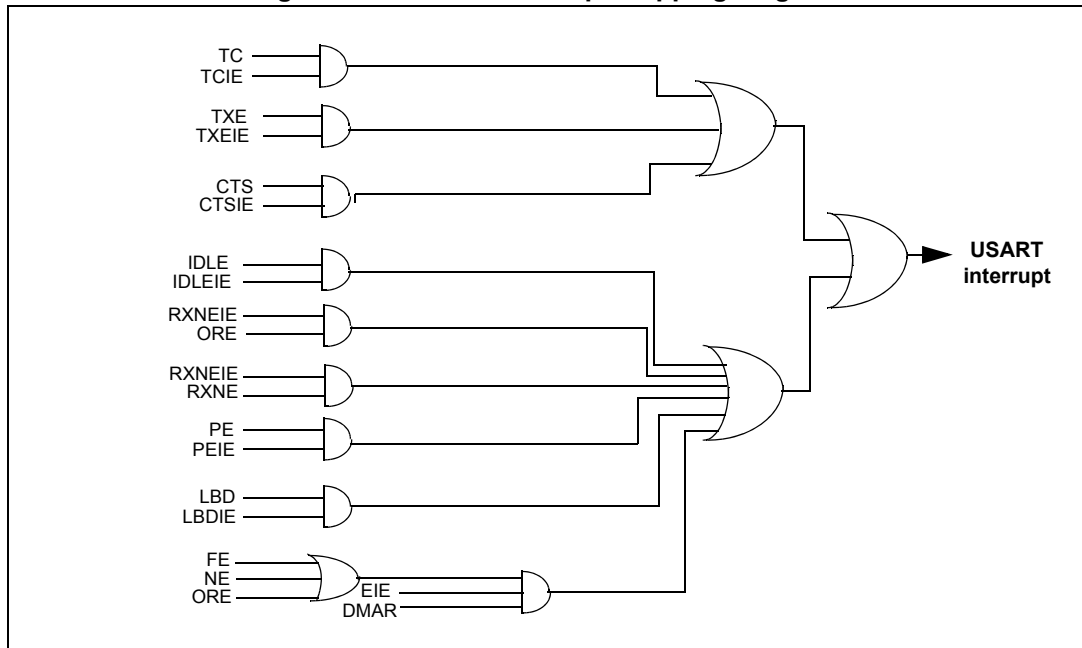 TC
TCIE
TXE
TXEIE
CTS
CTSIE
IDLE
IDLEIE
RXNEIE
ORE
RXNEIE
RXNE
PE
PEIE
LBD
LBDIE
FE
NE
ORE
EIE
DMAR
USART
interrupt